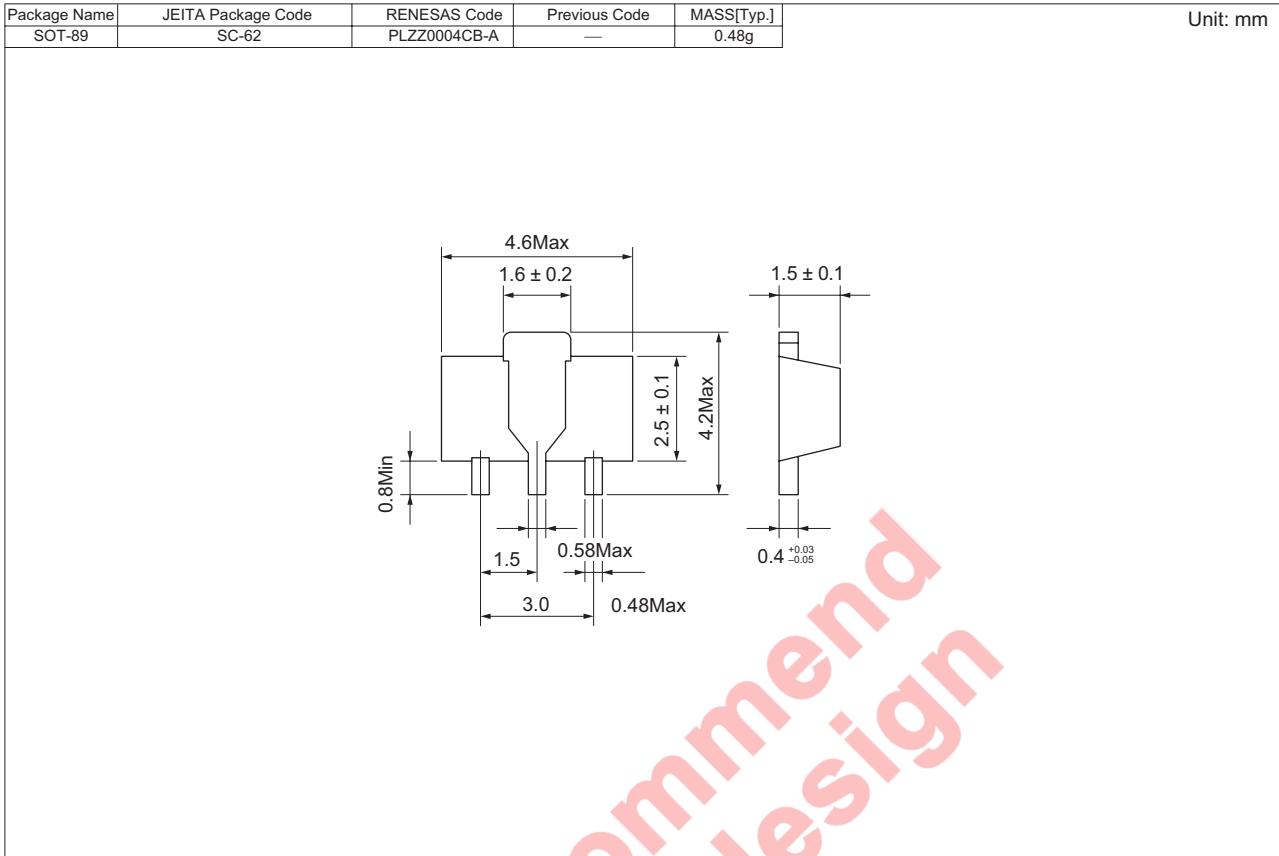 Package Name JEITA Package Code RENESAS Code Previous Code MASS[Typ.]
SOT-89 SC-62 PLZZ0004CB-A — 0.48g
Unit: mm
4.6Max
1.6 ± 0.2
1.5 ± 0.1
2.5 ± 0.1
4.2Max
0.8Min
1.5
0.58Max
0.4 +0.03 –0.05
3.0
0.48Max
design